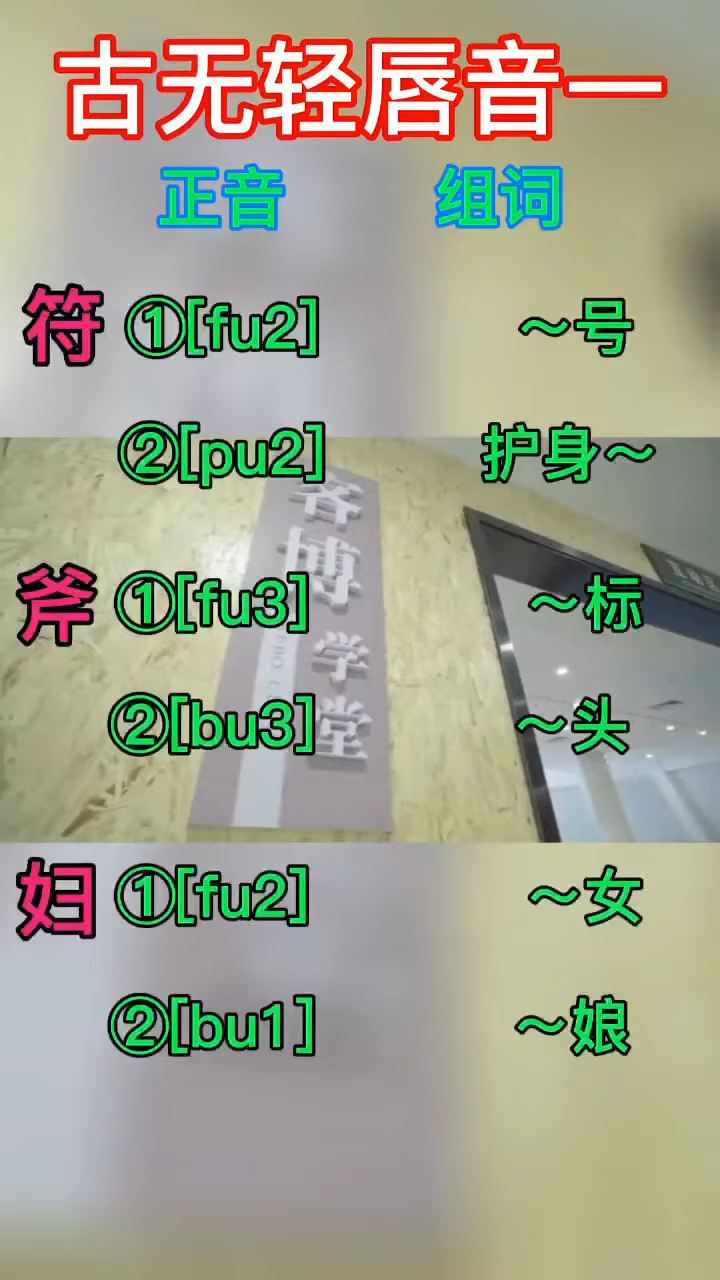 古无轻唇音一
正音 组词
符 ①[fu2] ～号
②[pu2] 护身～
斧 ①[fu3] ～标
②[bu3] ～头
妇 ①[fu2] ～女
②[bu1] ～娘
客博学堂